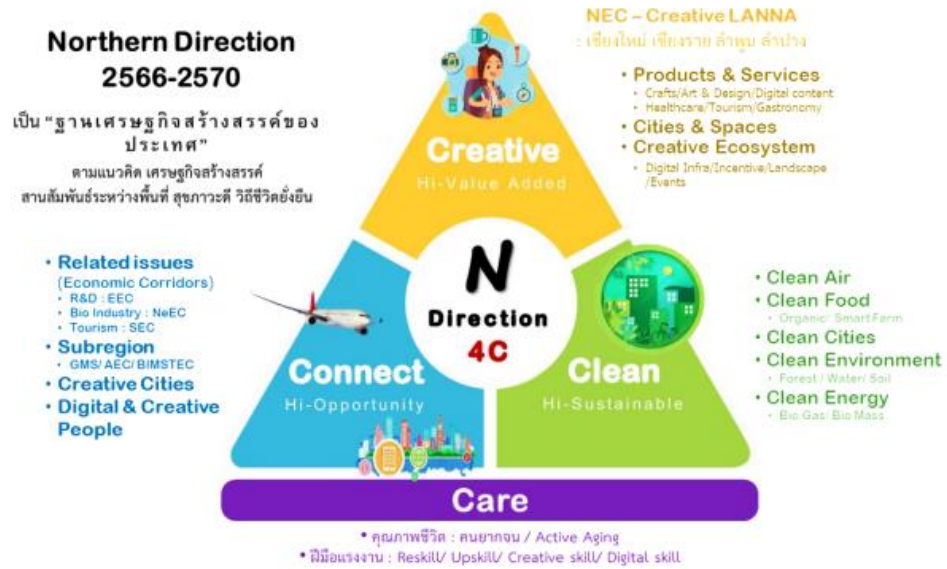 Northern Direction
2566-2570
เป็น “ฐานเศรษฐกิจสร้างสรรค์ของ
ประเทศ”
ตามแนวคิด เศรษฐกิจสร้างสรรค์
สานสัมพันธ์ระหว่างพื้นที่ สุขภาวะดี วิถีชีวิตยั่งยืน
NEC – Creative LANNA
: เชียงใหม่ เชียงราย ลำพูน ลำปาง
• Products & Services
• Crafts/Art & Design/Digital content
• Healthcare/Tourism/Gastronomy
• Cities & Spaces
• Creative Ecosystem
• Digital Infra/Incentive/Landscape
/Events
Creative
Hi-Value Added
N
Direction
4C
• Related issues
(Economic Corridors)
• R&D : EEC
• Bio Industry : NeEC
• Tourism : SEC
• Subregion
• GMS/ AEC/ BIMSTEC
• Creative Cities
• Digital & Creative
People
Connect
Hi-Opportunity
Clean
Hi-Sustainable
• Clean Air
• Clean Food
• Organic/ Smart Farm
• Clean Cities
• Clean Environment
• Forest / Water/ Soil
• Clean Energy
• Bio Gas/ Bio Mass
Care
• คุณภาพชีวิต : คนยากจน / Active Aging
• ฝีมือแรงงาน : Reskill/ Upskill/ Creative skill/ Digital skill